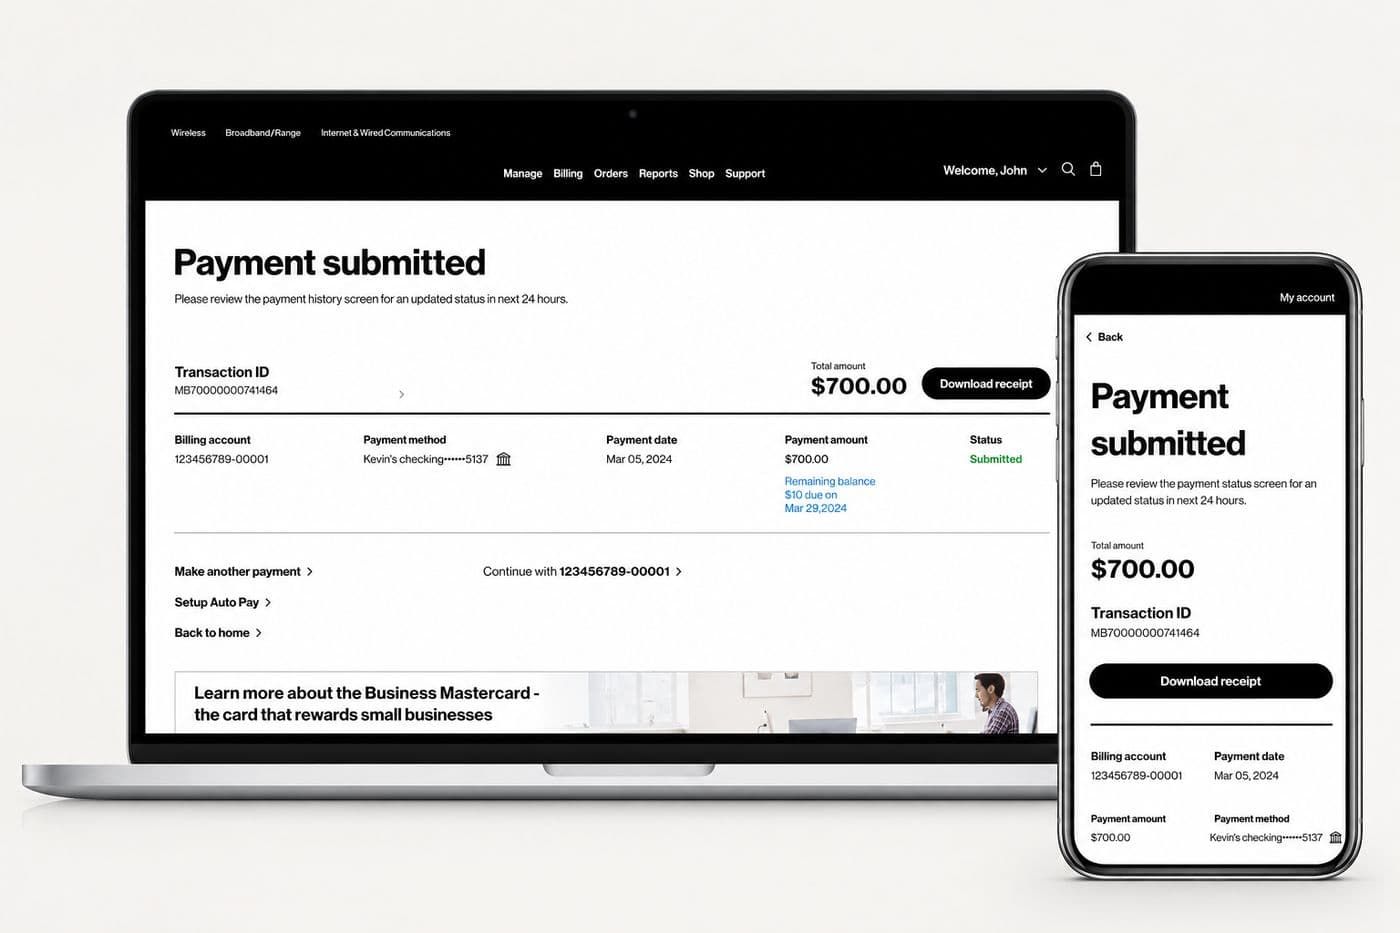 Wireless Broadband/Range Internet & Wired Communications
Manage Billing Orders Reports Shop Support
Welcome, John
Payment submitted
Please review the payment history screen for an updated status in next 24 hours.
Transaction ID
MB70000000741464
Total amount
$700.00
Download receipt
Billing account
123456789-00001
Payment method
Kevin's checking••••••5137
Payment date
Mar 05, 2024
Payment amount
$700.00
Remaining balance
$10 due on
Mar 29,2024
Status
Submitted
Make another payment
Continue with 123456789-00001
Setup Auto Pay
Back to home
Learn more about the Business Mastercard -
the card that rewards small businesses
My account
Back
Payment
submitted
Please review the payment status screen for an
updated status in next 24 hours.
Total amount
$700.00
Transaction ID
MB70000000741464
Download receipt
Billing account
123456789-00001
Payment date
Mar 05, 2024
Payment amount
$700.00
Payment method
Kevin's checking••••••5137